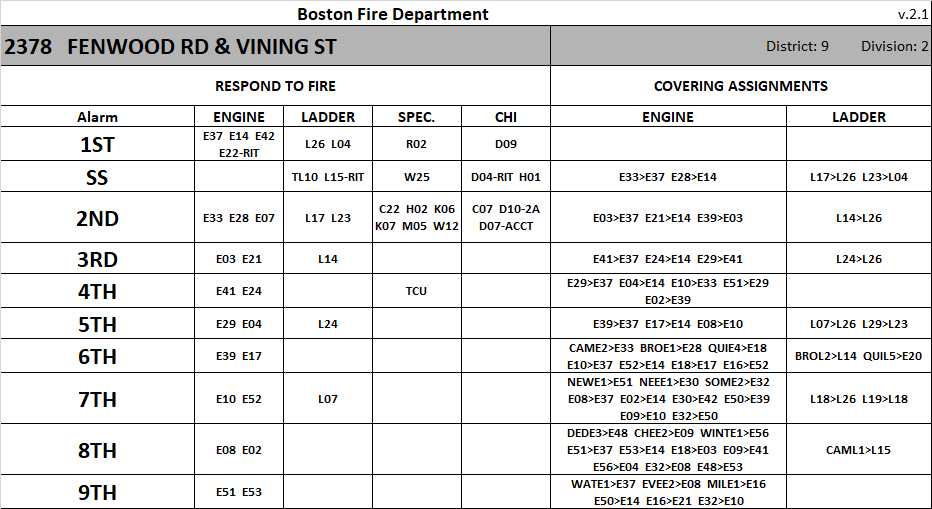 Boston Fire Department v.2.1
2378 FENWOOD RD & VINING ST District: 9 Division: 2
RESPOND TO FIRE COVERING ASSIGNMENTS
Alarm ENGINE LADDER SPEC. CHI ENGINE LADDER
1ST E37 E14 E42 E22-RIT L26 L04 R02 D09
SS TL10 L15-RIT W25 D04-RIT H01 E33>E37 E28>E14 L17>L26 L23>L04
2ND E33 E28 E07 L17 L23 C22 H02 K06 K07 M05 W12 C07 D10-2A D07-ACCT E03>E37 E21>E14 E39>E03 L14>L26
3RD E03 E21 L14 E41>E37 E24>E14 E29>E41 L24>L26
4TH E41 E24 TCU E29>E37 E04>E14 E10>E33 E51>E29 E02>E39
5TH E29 E04 L24 E39>E37 E17>E14 E08>E10 L07>L26 L29>L23
6TH E39 E17 CAME2>E33 BROE1>E28 QUIE4>E18 E10>E37 E52>E14 E18>E17 E16>E52 BROL2>L14 QUIL5>E20
7TH E10 E52 L07 NEWE1>E51 NEEE1>E30 SOME2>E32 E08>E37 E02>E14 E30>E42 E50>E39 E09>E10 E32>E50 L18>L26 L19>L18
8TH E08 E02 DEDE3>E48 CHEE2>E09 WINTE1>E56 E51>E37 E53>E14 E18>E03 E09>E41 E56>E04 E32>E08 E48>E53 CAML1>L15
9TH E51 E53 WATE1>E37 EVEE2>E08 MILE1>E16 E50>E14 E16>E21 E32>E10